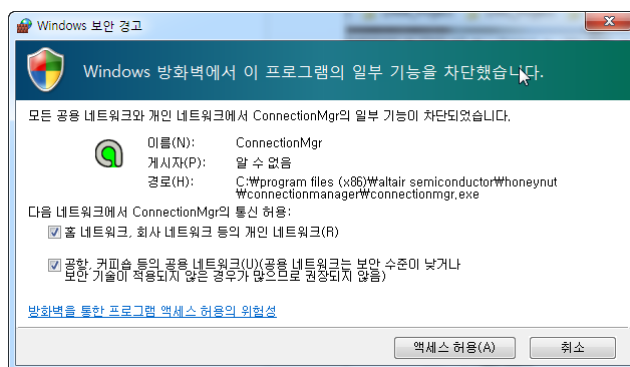 Windows 보안 경고
Windows 방화벽에서 이 프로그램의 일부 기능을 차단했습니다.
모든 공용 네트워크와 개인 네트워크에서 ConnectionMgr의 일부 기능이 차단되었습니다.
이름(N): ConnectionMgr
게시자(P): 알 수 없음
경로(H): C:₩program files (x86)₩altair semiconductor₩honeynut
₩connectionmanager₩connectionmgr.exe
다음 네트워크에서 ConnectionMgr의 통신 허용:
홈 네트워크, 회사 네트워크 등의 개인 네트워크(R)
공항, 커피숍 등의 공용 네트워크(U)(공용 네트워크는 보안 수준이 낮거나
보안 기술이 적용되지 않은 경우가 많으므로 권장되지 않음)
방화벽을 통한 프로그램 액세스 허용의 위험성
액세스 허용(A) 취소